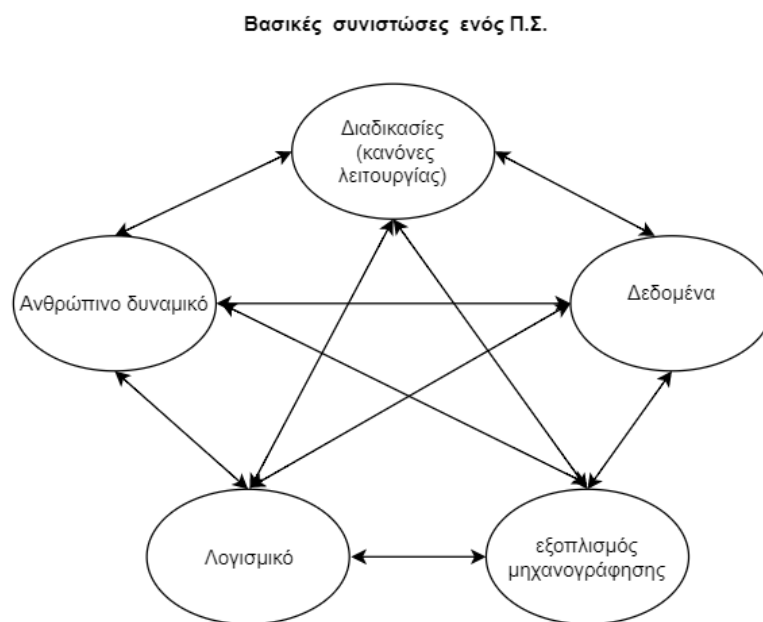 Βασικές συνιστώσες ενός Π.Σ.
Διαδικασίες
(κανόνες
λειτουργίας)
Ανθρώπινο δυναμικό
Δεδομένα
Λογισμικό
εξοπλισμός
μηχανογράφησης